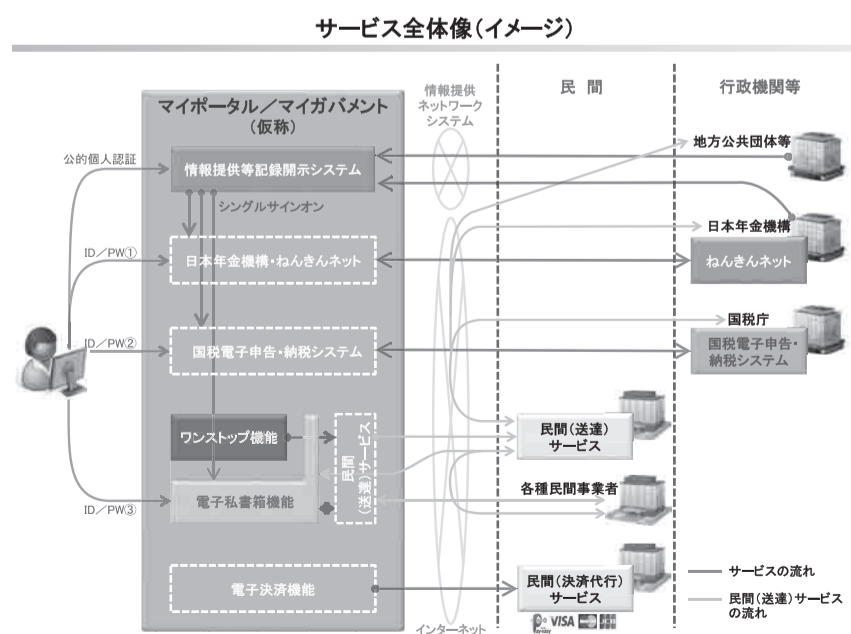 サービス全体像(イメージ)
マイポータル／マイガバメント
(仮称)
情報提供
ネットワーク
システム
民 間
行政機関等
公的個人認証
情報提供等記録開示システム
地方公共団体等
シングルサインオン
日本年金機構
ID／PW①
日本年金機構・ねんきんネット
ねんきんネット
国税庁
ID／PW②
国税電子申告・納税システム
国税電子申告・
納税システム
ワンストップ機能
民間
(送達)サービス
民間(送達)
サービス
電子私書箱機能
各種民間事業者
ID／PW③
電子決済機能
民間(決済代行)
サービス
Pay-easy
VISA
MasterCard
JCB
インターネット
サービスの流れ
民間(送達)サービス
の流れ